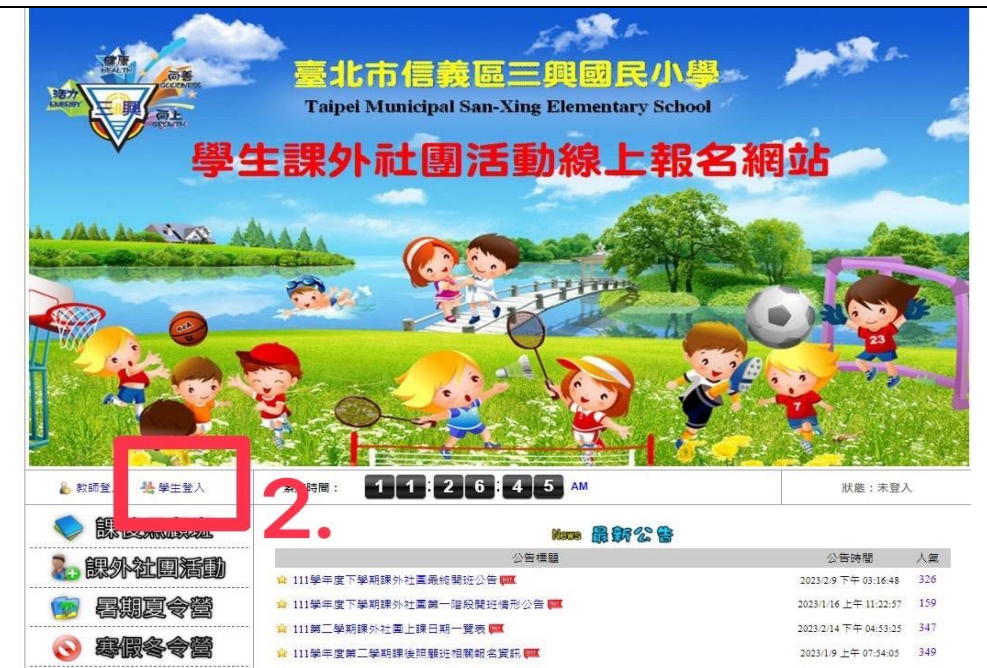 健康
HEALTH
向善
GOODNESS
活力
ENERGY
三興
向上
GROWTH
臺北市信義區三興國民小學
Taipei Municipal San-Xing Elementary School
學生課外社團活動線上報名網站
23
7
教師登 學生登入 時間： 11:26:45 AM 狀態：未登入
2.
課後照顧班
News 最新公告
公告標題 公告時間 人氣
課外社團活動
111學年度下學期課外社團最終開班公告 2023/2/9 下午 03:16:48 326
暑期夏令營
111學年度下學期課外社團第一階段開班情形公告 2023/1/16 上午 11:22:57 159
111第二學期課外社團上課日期一覽表 2023/2/14 下午 04:53:25 347
寒假冬令營
111學年度第二學期課後照顧班相關報名資訊 2023/1/9 上午 07:54:05 349